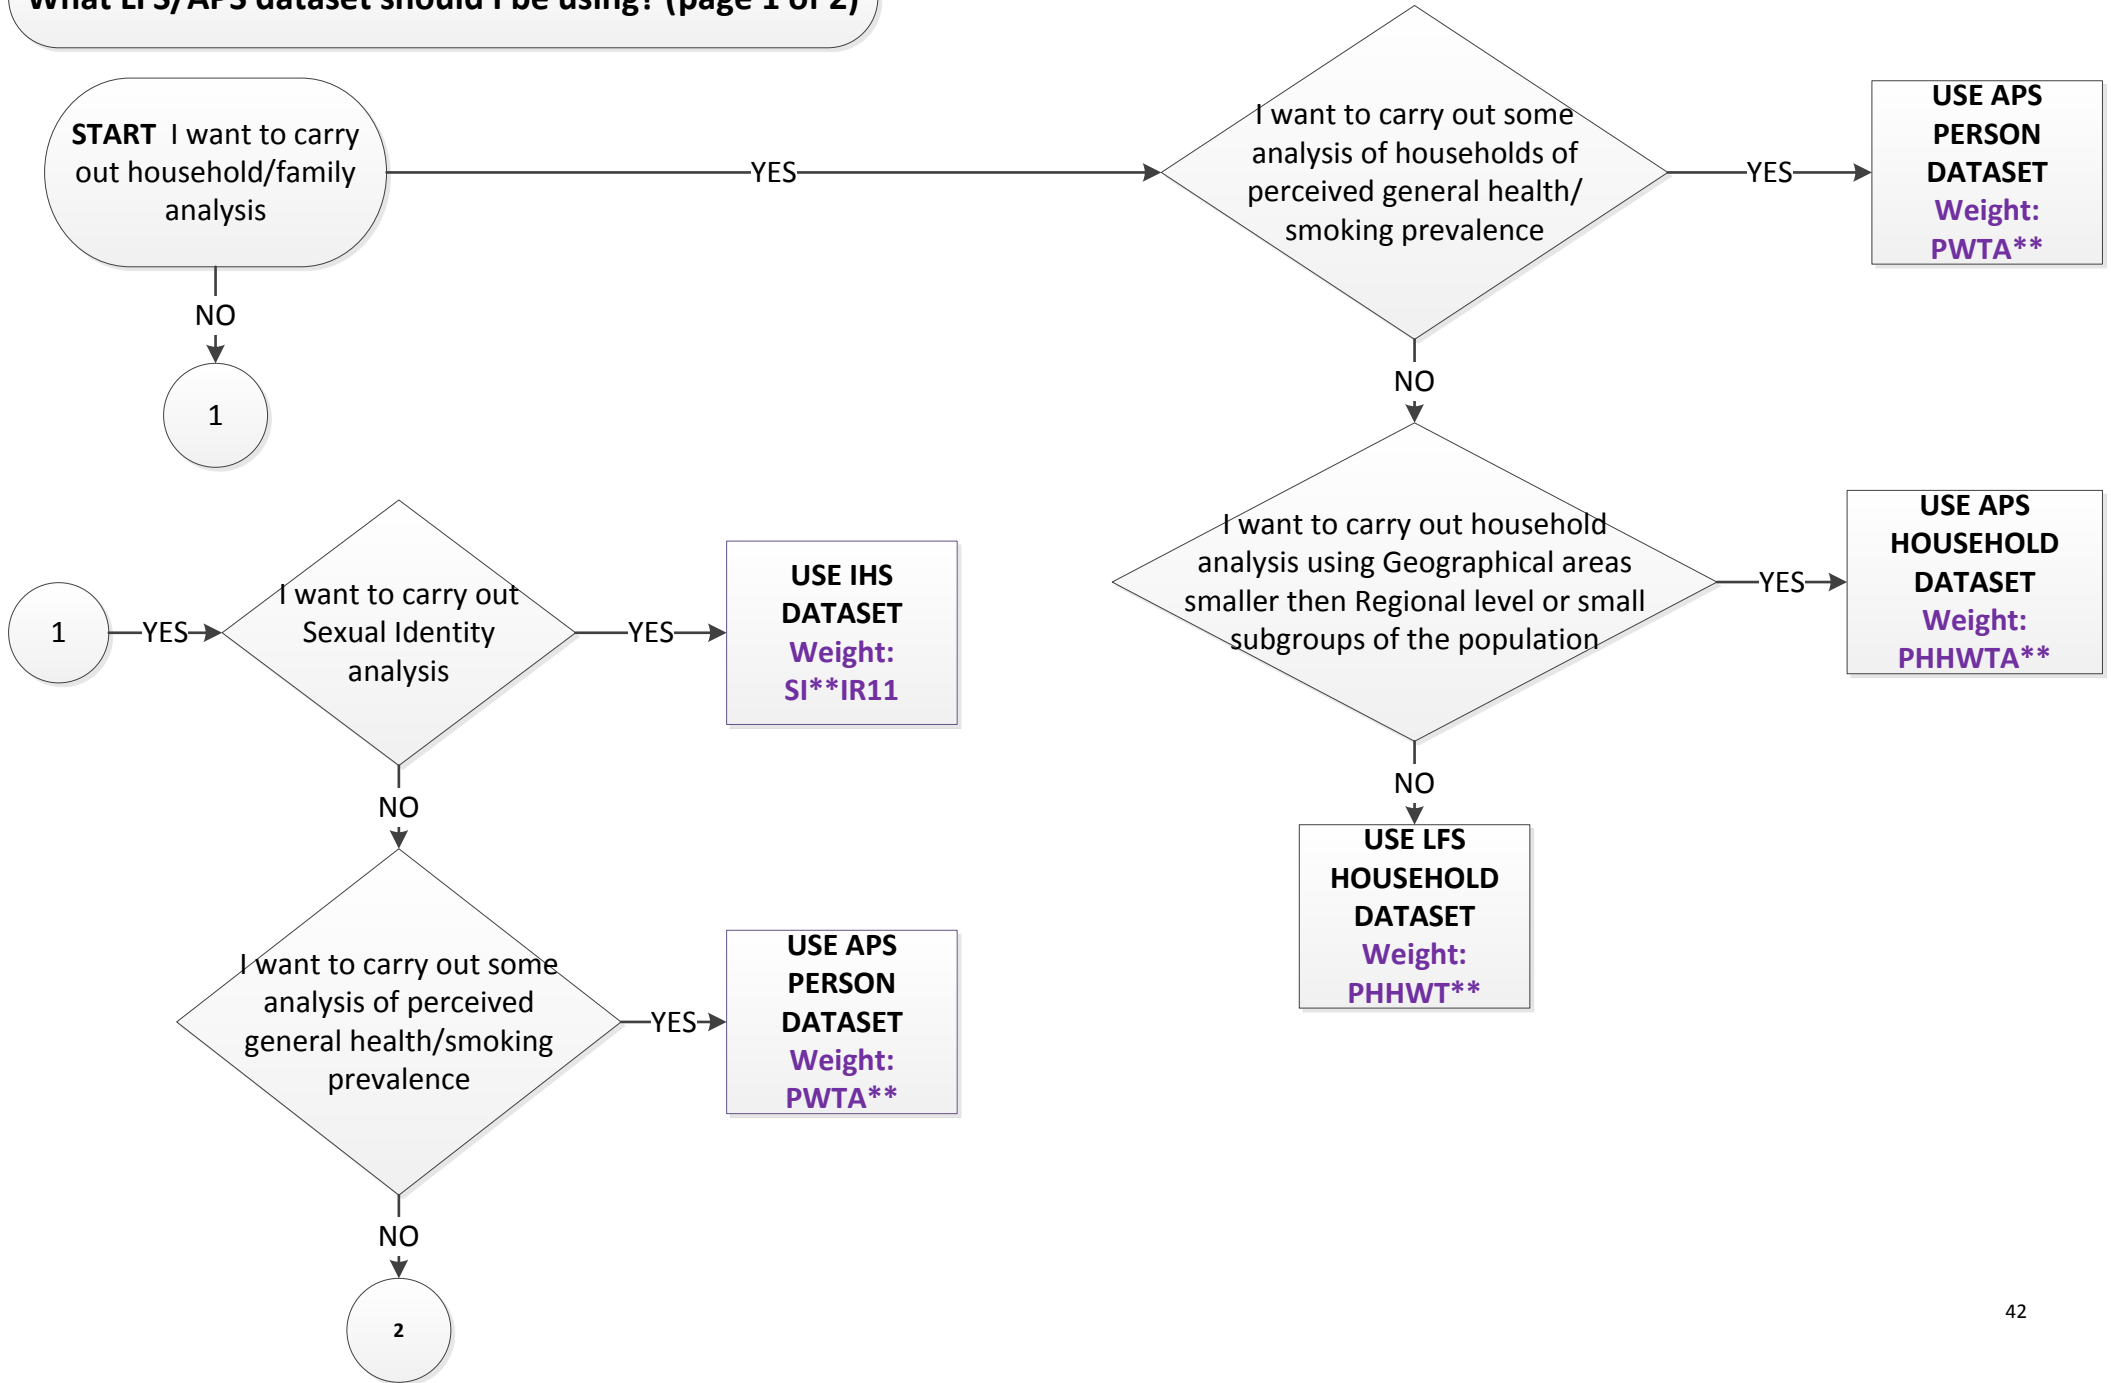 What LFS/APS dataset should I be using? (page 1 of 2)
START I want to carry
out household/family
analysis
YES
I want to carry out some
analysis of households of
perceived general health/
smoking prevalence
YES
USE APS
PERSON
DATASET
Weight:
PWTA**
NO
1
NO
I want to carry out household
analysis using Geographical areas
smaller then Regional level or small
subgroups of the population
YES
USE APS
HOUSEHOLD
DATASET
Weight:
PHHWTA**
NO
USE LFS
HOUSEHOLD
DATASET
Weight:
PHHWT**
1
YES
I want to carry out
Sexual Identity
analysis
YES
USE IHS
DATASET
Weight:
SI**IR11
NO
I want to carry out some
analysis of perceived
general health/smoking
prevalence
YES
USE APS
PERSON
DATASET
Weight:
PWTA**
NO
2
42